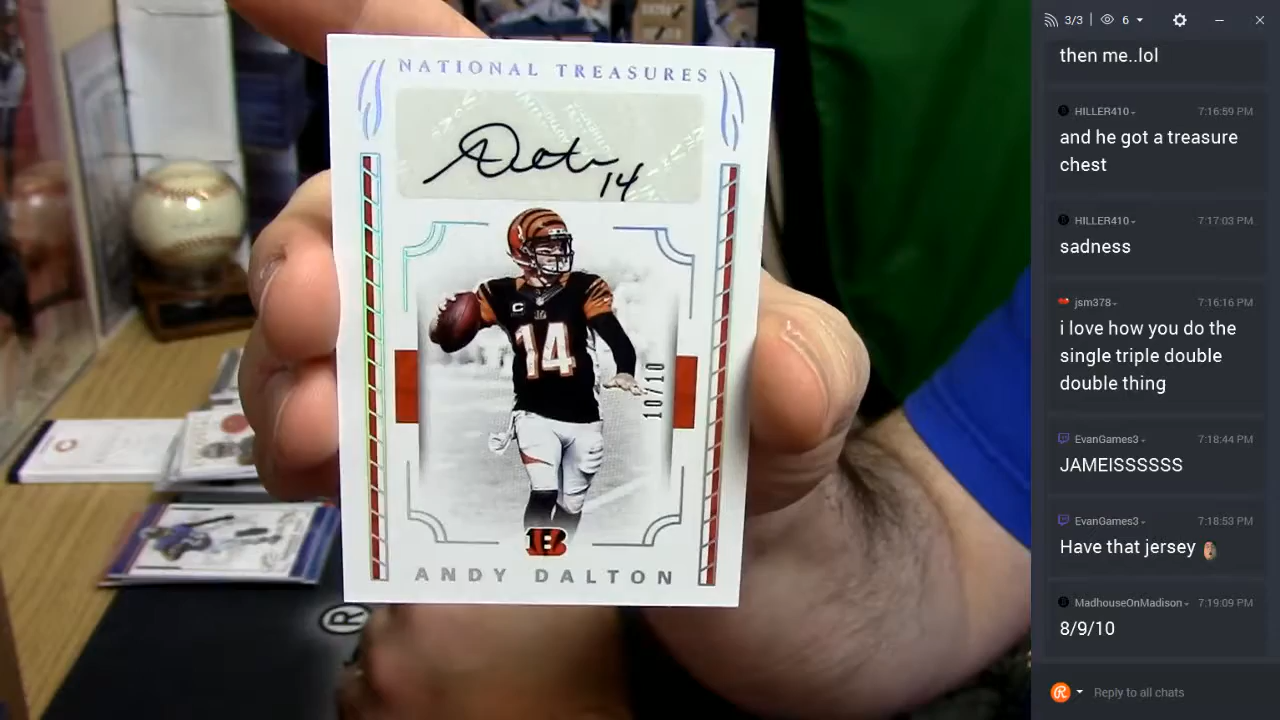 NATIONAL TREASURES
14
14
10/10
B
ANDY DALTON
R
3/3 6
then me..lol
HILLER410 7:16:59 PM
and he got a treasure
chest
HILLER410 7:17:03 PM
sadness
jsm378 7:16:16 PM
i love how you do the
single triple double
double thing
EvanGames3 7:18:44 PM
JAMEISSSSSS
EvanGames3 7:18:53 PM
Have that jersey
MadhouseOnMadison 7:19:09 PM
8/9/10
Reply to all chats